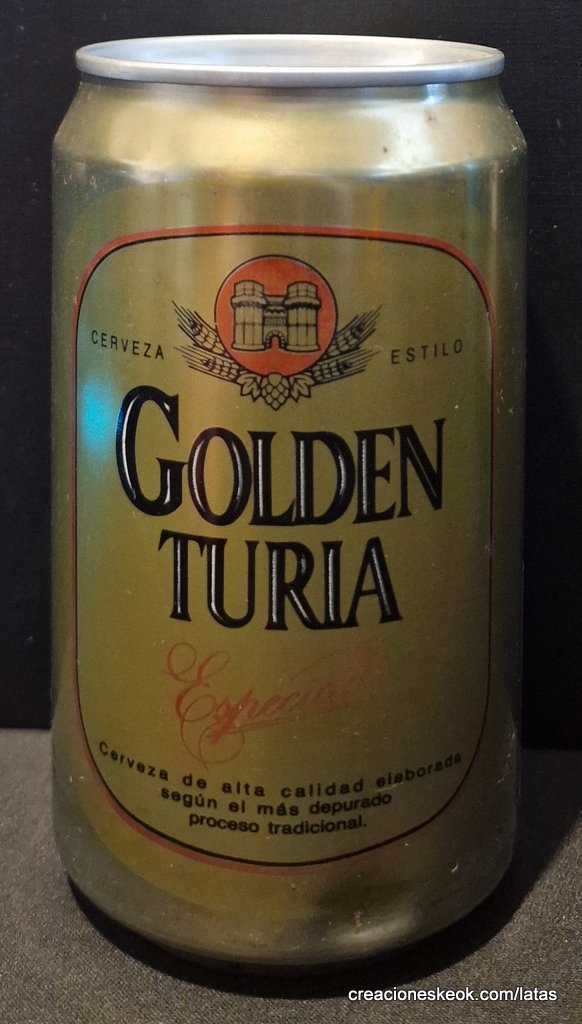 CERVEZA ESTILO
GOLDEN
TURIA
Especial
Cerveza de alta calidad elaborada
según el más depurado
proceso tradicional.
creacioneskeok.com/latas